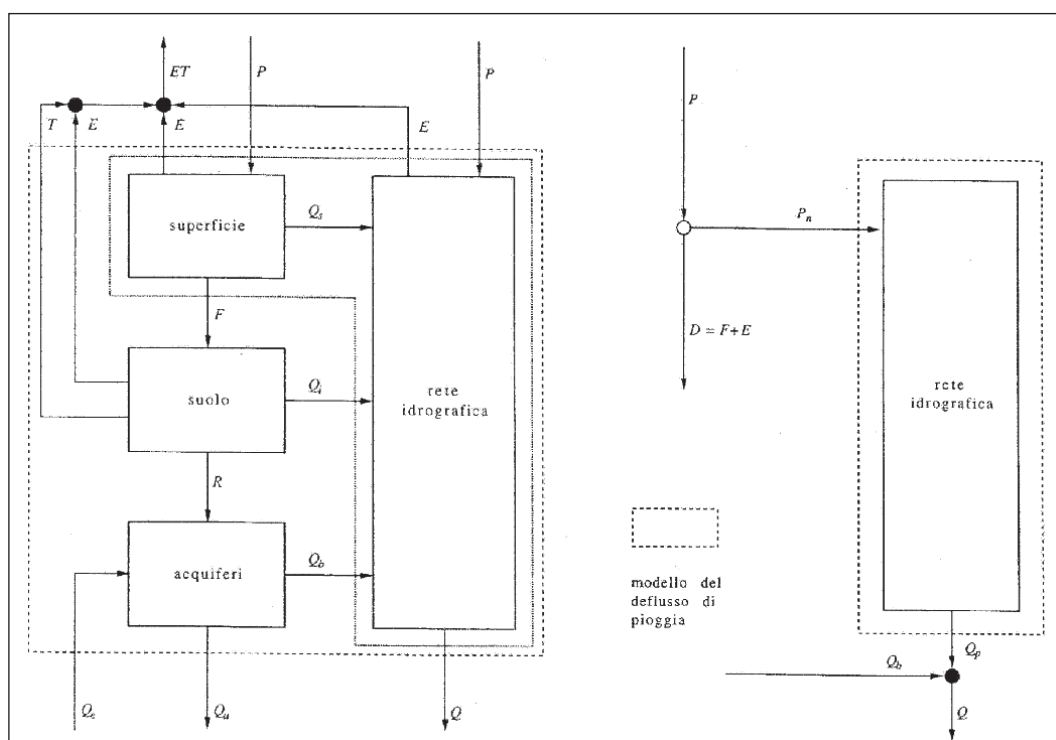 ET
P
P
T
E
E
E
superficie
Q_s
F
suolo
Q_i
rete
idrografica
R
acquiferi
Q_b
Q_e
Q_u
Q
P
P_n
D = F+E
rete
idrografica
modello del
deflusso di
pioggia
Q_b
Q_p
Q